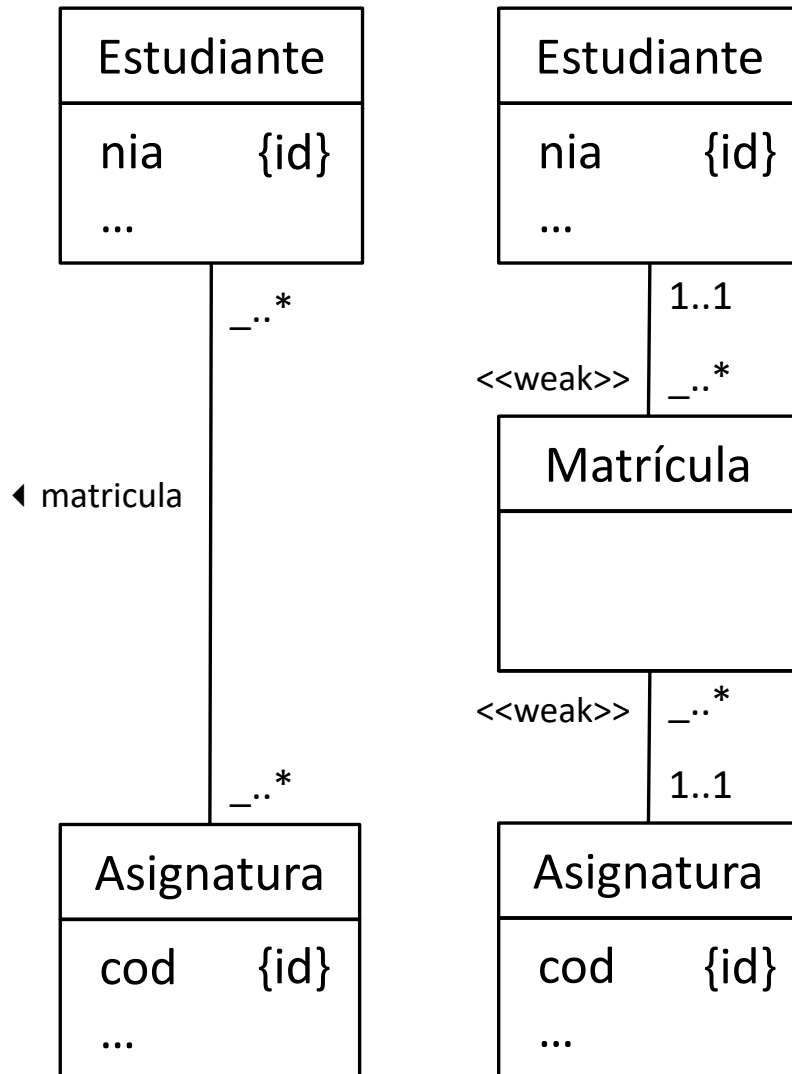 Estudiante
nia {id}
...
_..*
◀ matricula
_..*
Asignatura
cod {id}
...
Estudiante
nia {id}
...
1..1
<<weak>> _..*
Matrícula
<<weak>> _..*
1..1
Asignatura
cod {id}
...